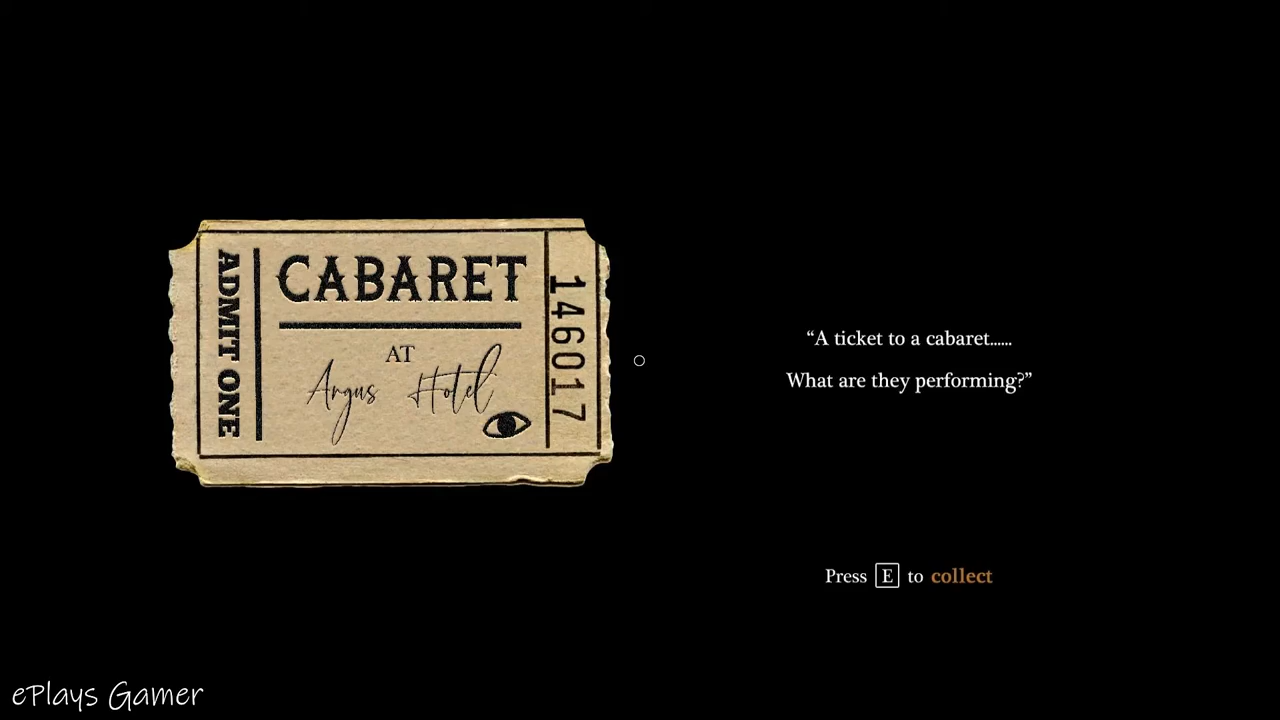 ADMIT ONE
CABARET
AT
Angus Hotel
146017
“A ticket to a cabaret......
What are they performing?”
Press E to collect
ePlays Gamer